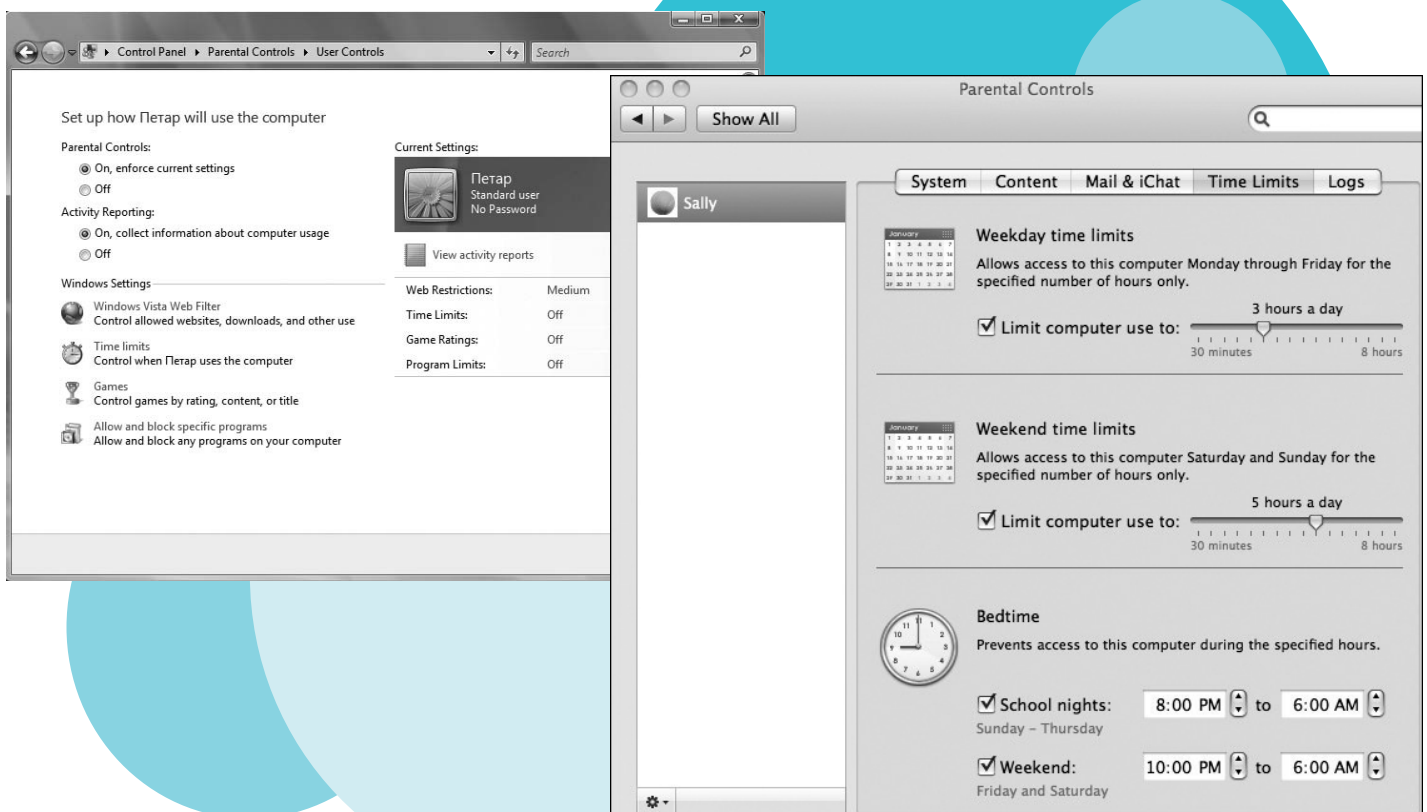 Control Panel ▸ Parental Controls ▸ User Controls
Search
Set up how Петар will use the computer
Parental Controls:
On, enforce current settings
Off
Activity Reporting:
On, collect information about computer usage
Off
Windows Settings
Windows Vista Web Filter
Control allowed websites, downloads, and other use
Time limits
Control when Петар uses the computer
Games
Control games by rating, content, or title
Allow and block specific programs
Allow and block any programs on your computer
Current Settings:
Петар
Standard user
No Password
View activity reports
Web Restrictions: Medium
Time Limits: Off
Game Ratings: Off
Program Limits: Off
Parental Controls
Show All
Sally
System Content Mail & iChat Time Limits Logs
January
Weekday time limits
Allows access to this computer Monday through Friday for the
specified number of hours only.
3 hours a day
Limit computer use to:
30 minutes 8 hours
January
Weekend time limits
Allows access to this computer Saturday and Sunday for the
specified number of hours only.
5 hours a day
Limit computer use to:
30 minutes 8 hours
Bedtime
Prevents access to this computer during the specified hours.
School nights: 8:00 PM to 6:00 AM
Sunday – Thursday
Weekend: 10:00 PM to 6:00 AM
Friday and Saturday